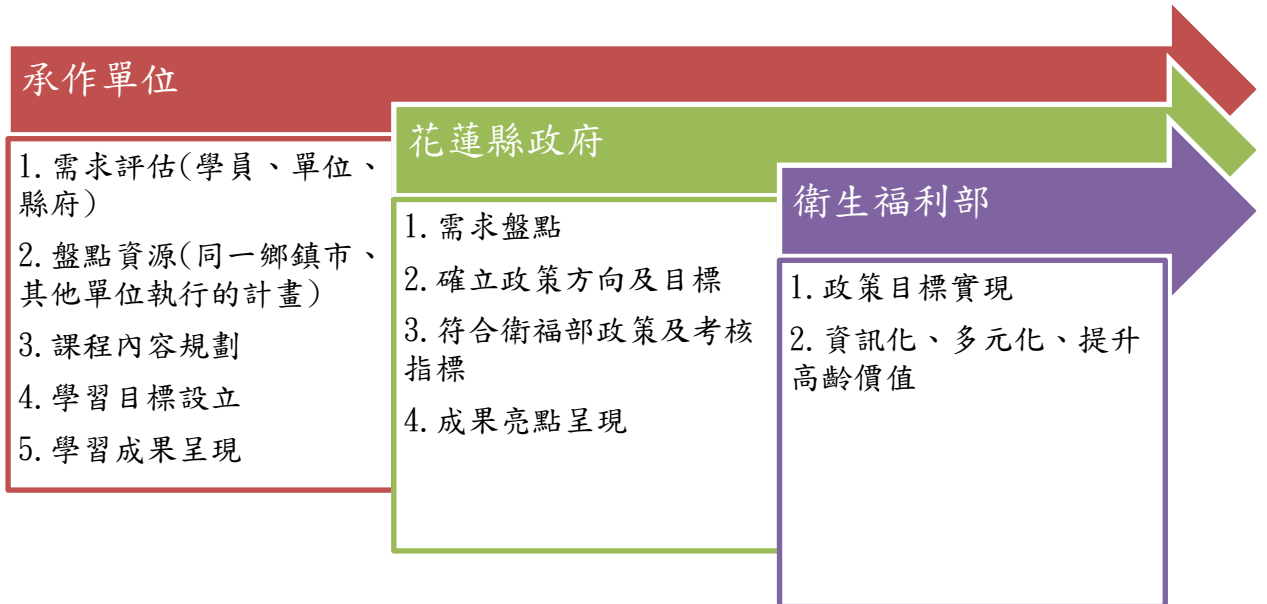 承作單位
1.需求評估(學員、單位、
縣府)
2.盤點資源(同一鄉鎮市、
其他單位執行的計畫)
3.課程內容規劃
4.學習目標設立
5.學習成果呈現
花蓮縣政府
1.需求盤點
2.確立政策方向及目標
3.符合衛福部政策及考核
指標
4.成果亮點呈現
衛生福利部
1.政策目標實現
2.資訊化、多元化、提升
高齡價值